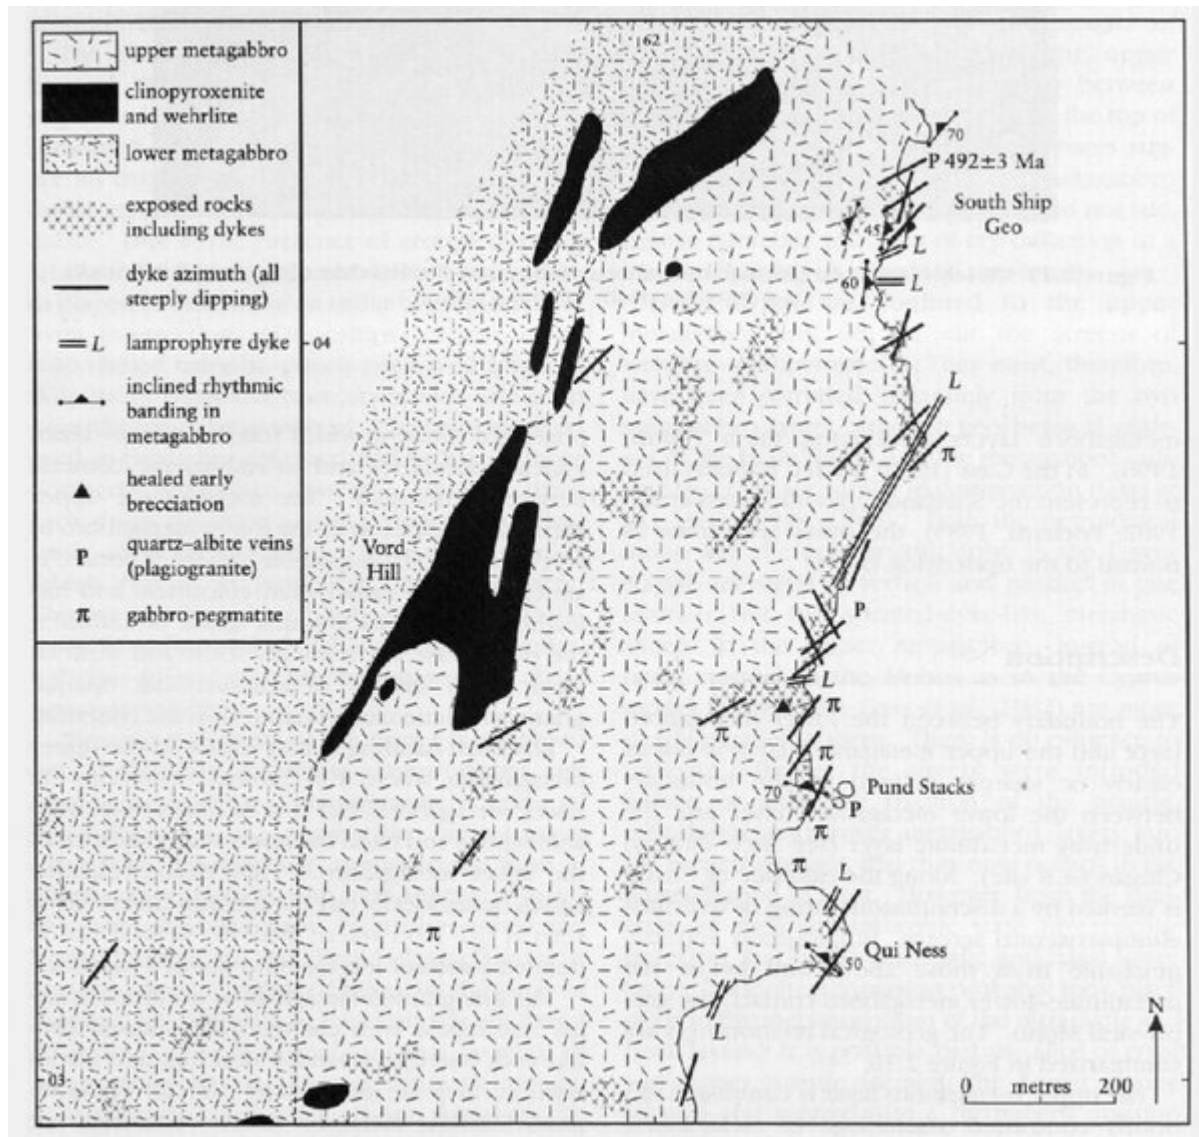 upper metagabbro
clinopyroxenite
and wehrlite
lower metagabbro
exposed rocks
including dykes
dyke azimuth (all
steeply dipping)
L
lamprophyre dyke
inclined rhythmic
banding in
metagabbro
healed early
brecciation
P
quartz–albite veins
(plagiogranite)
π
gabbro-pegmatite
62
70
P 492±3 Ma
South Ship
Geo
45
L
60
L
04
L
π
Vord
Hill
P
L
π
π
π
70
Pund Stacks
P
π
π
π
Qui Ness
50
L
N
03
0 metres 200